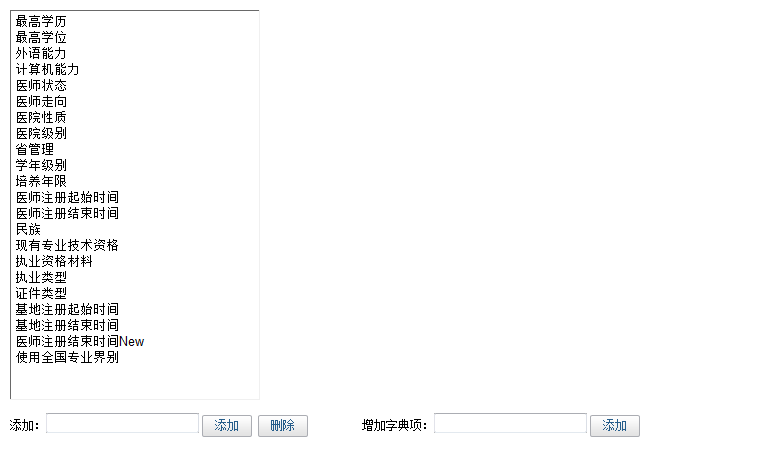 最高学历
最高学位
外语能力
计算机能力
医师状态
医师走向
医院性质
医院级别
省管理
学年级别
培养年限
医师注册起始时间
医师注册结束时间
民族
现有专业技术资格
执业资格材料
执业类型
证件类型
基地注册起始时间
基地注册结束时间
医师注册结束时间New
使用全国专业界别
添加： 添加 删除 增加字典项： 添加